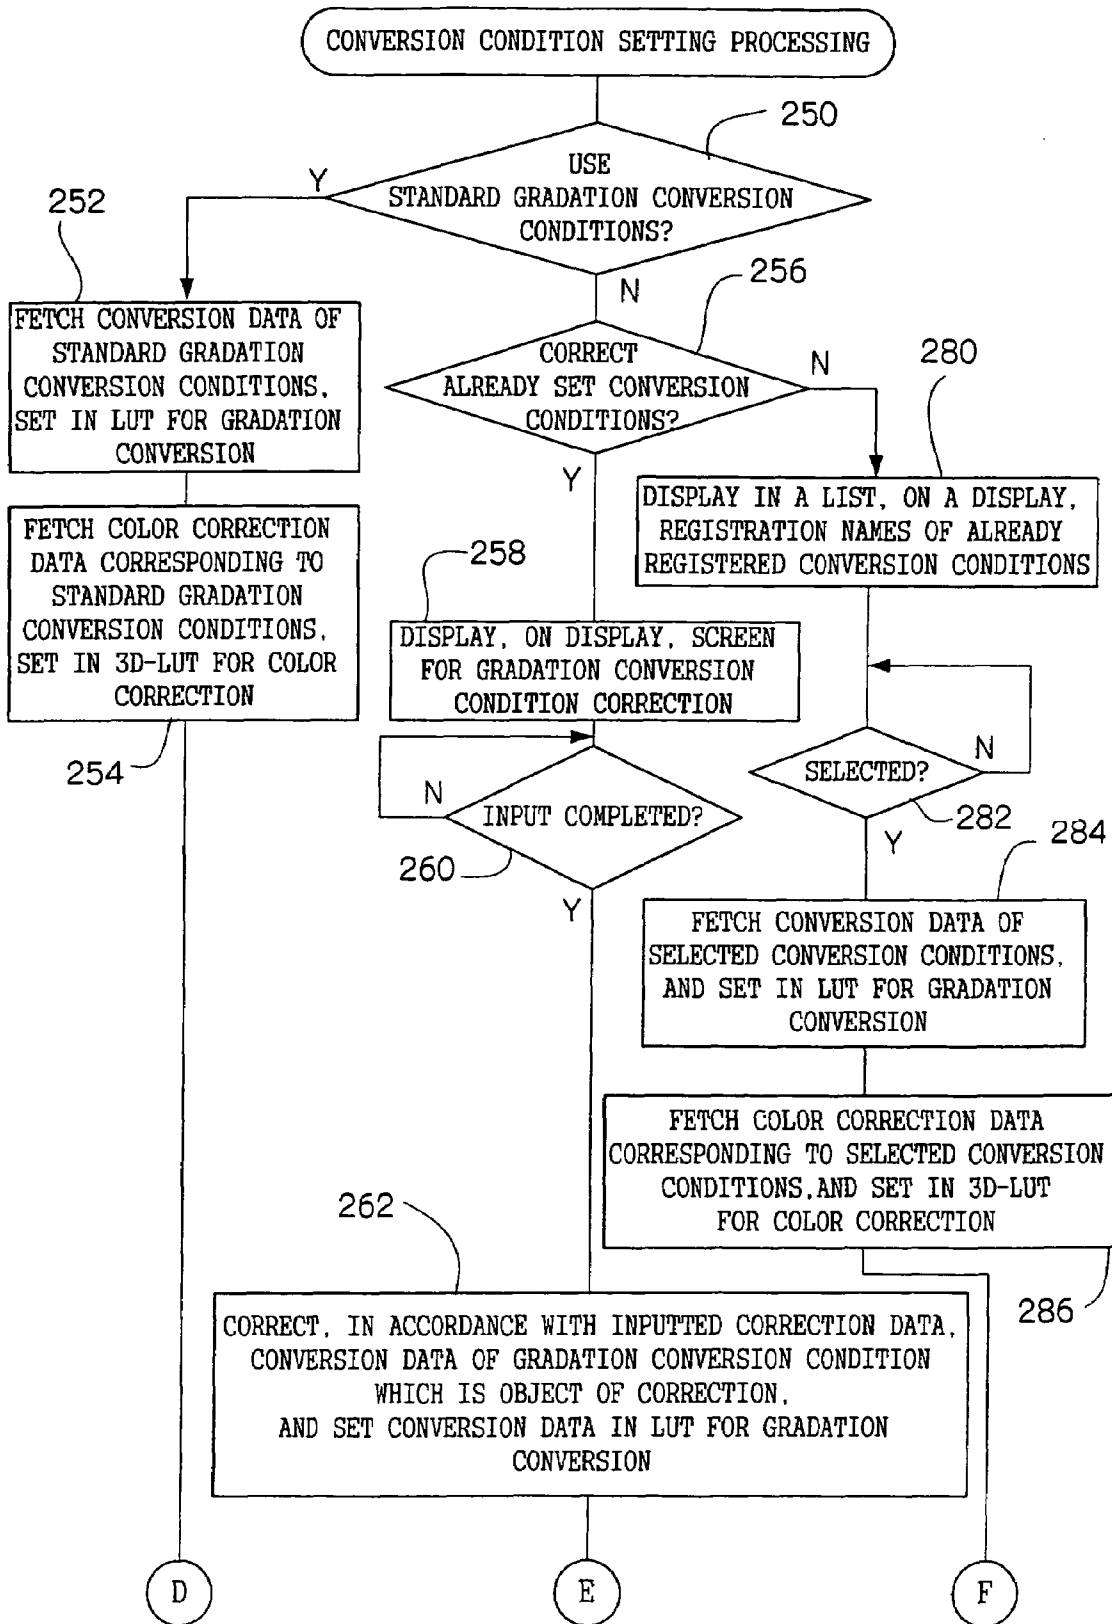 CONVERSION CONDITION SETTING PROCESSING
250
USE
STANDARD GRADATION CONVERSION
CONDITIONS?
Y
N
252
FETCH CONVERSION DATA OF
STANDARD GRADATION
CONVERSION CONDITIONS,
SET IN LUT FOR GRADATION
CONVERSION
FETCH COLOR CORRECTION
DATA CORRESPONDING TO
STANDARD GRADATION
CONVERSION CONDITIONS,
SET IN 3D-LUT FOR COLOR
CORRECTION
254
256
CORRECT
ALREADY SET CONVERSION
CONDITIONS?
N
Y
280
DISPLAY IN A LIST, ON A DISPLAY,
REGISTRATION NAMES OF ALREADY
REGISTERED CONVERSION CONDITIONS
258
DISPLAY, ON DISPLAY, SCREEN
FOR GRADATION CONVERSION
CONDITION CORRECTION
N
INPUT COMPLETED?
260
Y
SELECTED?
N
282
Y
284
FETCH CONVERSION DATA OF
SELECTED CONVERSION CONDITIONS,
AND SET IN LUT FOR GRADATION
CONVERSION
FETCH COLOR CORRECTION DATA
CORRESPONDING TO SELECTED CONVERSION
CONDITIONS,AND SET IN 3D-LUT
FOR COLOR CORRECTION
286
262
CORRECT, IN ACCORDANCE WITH INPUTTED CORRECTION DATA,
CONVERSION DATA OF GRADATION CONVERSION CONDITION
WHICH IS OBJECT OF CORRECTION,
AND SET CONVERSION DATA IN LUT FOR GRADATION
CONVERSION
D
E
F